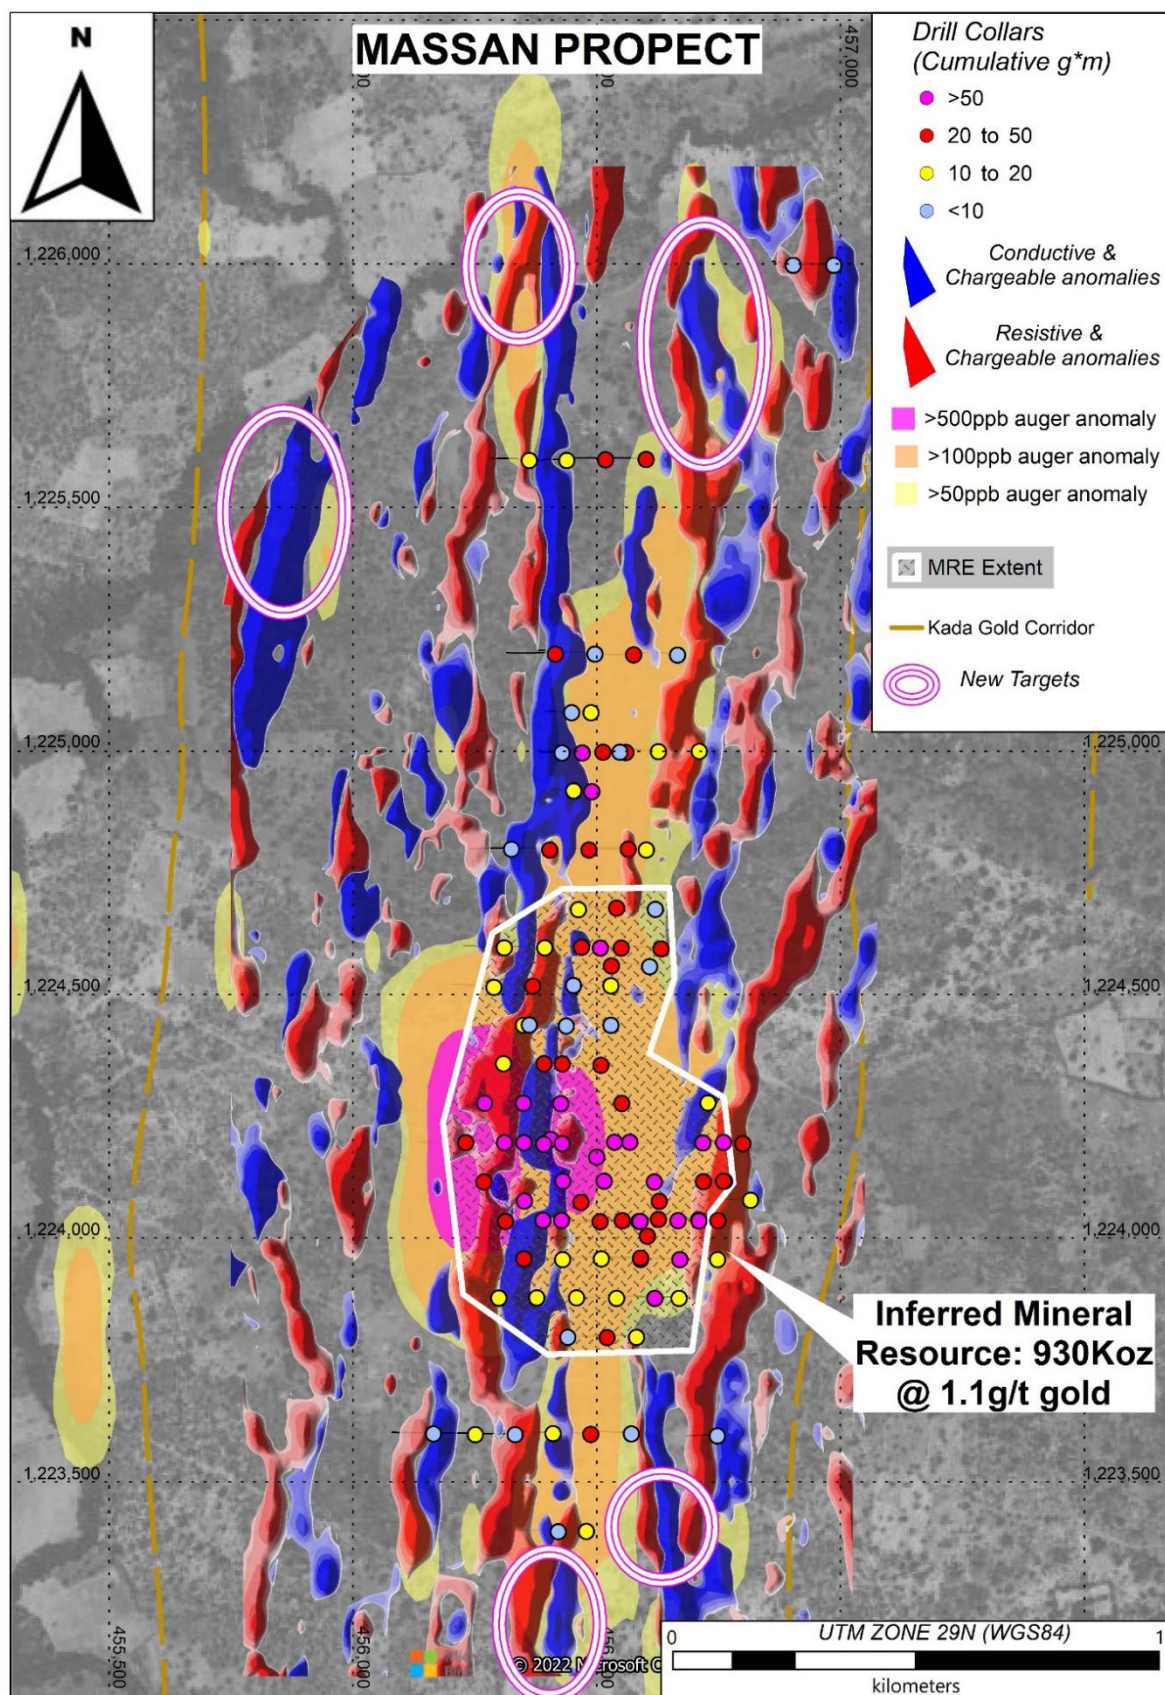 MASSAN PROPECT
N
457,000
Drill Collars
(Cumulative g*m)
>50
20 to 50
10 to 20
<10
Conductive &
Chargeable anomalies
Resistive &
Chargeable anomalies
>500ppb auger anomaly
>100ppb auger anomaly
>50ppb auger anomaly
MRE Extent
Kada Gold Corridor
New Targets
1,226,000
1,225,500
1,225,000
1,225,000
1,224,500
1,224,500
1,224,000
1,224,000
Inferred Mineral
Resource: 930Koz
@ 1.1g/t gold
1,223,500
1,223,500
455,500
456,000
© 2022 Microsoft
UTM ZONE 29N (WGS84)
0
1
kilometers